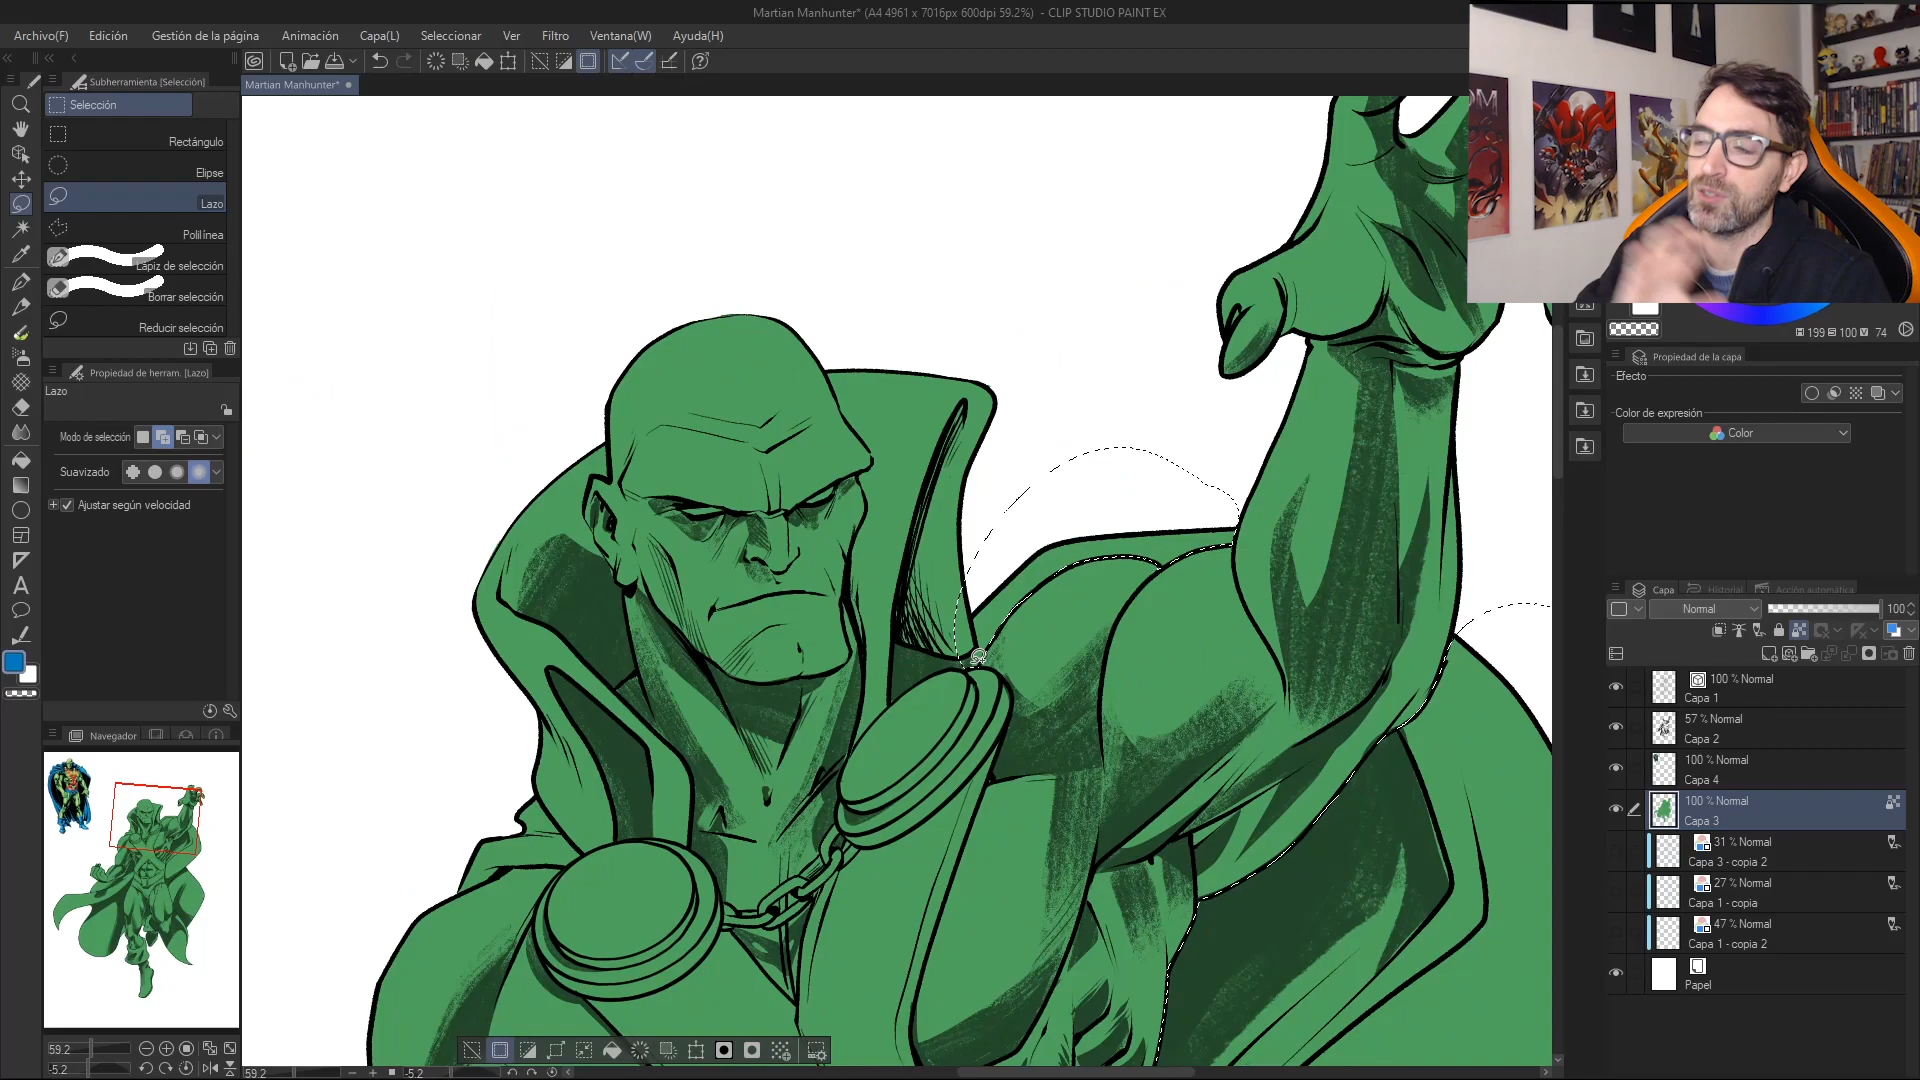 Martian Manhunter* (A4 4961 x 7016px 600dpi 59.2%) - CLIP STUDIO PAINT EX
Archivo(F) Edición Gestión de la página Animación Capa(L) Seleccionar Ver Filtro Ventana(W) Ayuda(H)
Subherramienta [Selección]
Martian Manhunter*
Selección
Rectángulo
Elipse
Lazo
Polilínea
Lápiz de selección
Borrar selección
Reducir selección
Propiedad de herram. [Lazo]
Lazo
Modo de selección
Suavizado
Ajustar según velocidad
Navegador
59.2
-5.2
59.2
-5.2
H 199 S 100 V 74
Propiedad de la capa
Efecto
Color de expresión
Color
Capa Historial Acción automática
Normal 100
100 % Normal
Capa 1
57 % Normal
Capa 2
100 % Normal
Capa 4
100 % Normal
Capa 3
31 % Normal
Capa 3 - copia 2
27 % Normal
Capa 1 - copia
47 % Normal
Capa 1 - copia 2
Papel